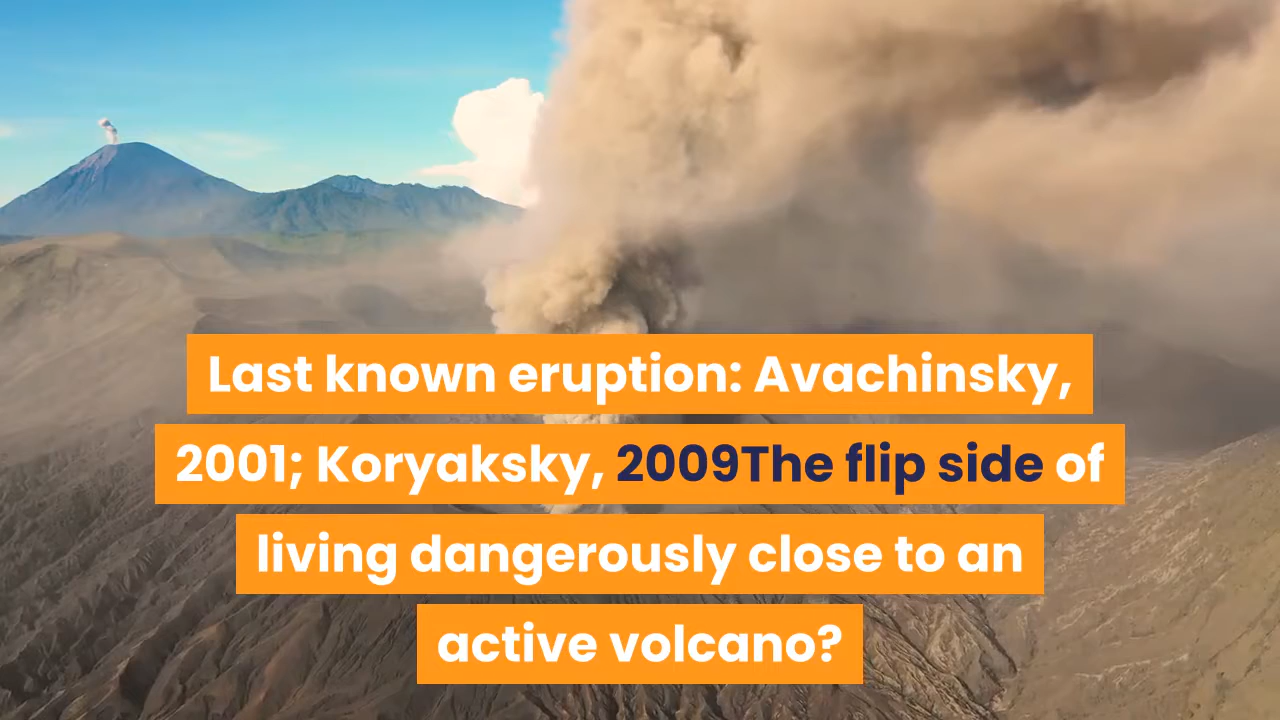 Last known eruption: Avachinsky,
2001; Koryaksky, 2009The flip side of
living dangerously close to an
active volcano?